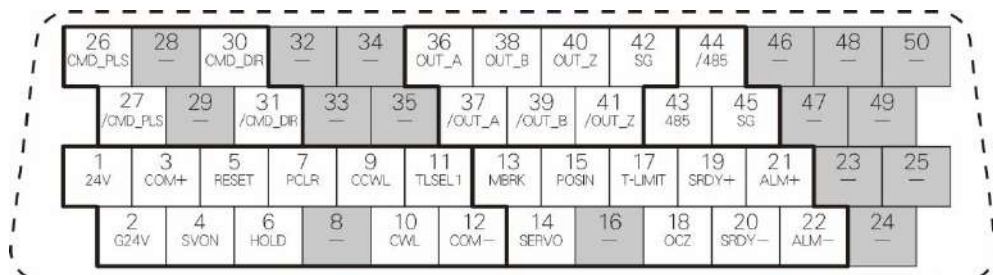 26 28 30 32 34 36 38 40 42 44 46 48 50
CMD_PLS — CMD_DIR — — OUT_A OUT_B OUT_Z SG /485 — — —
27 29 31 33 35 37 39 41 43 45 47 49
/CMD_PLS — /CMD_DIR — — /OUT_A /OUT_B /OUT_Z 485 SG — —
1 3 5 7 9 11 13 15 17 19 21 23 25
24V COM+ RESET PCLR CCWL TLSEL1 MBRK POSIN T-LIMIT SRDY+ ALM+ — —
2 4 6 8 10 12 14 16 18 20 22 24
G24V SVON HOLD — CWL COM− SERVO — OCZ SRDY− ALM− —